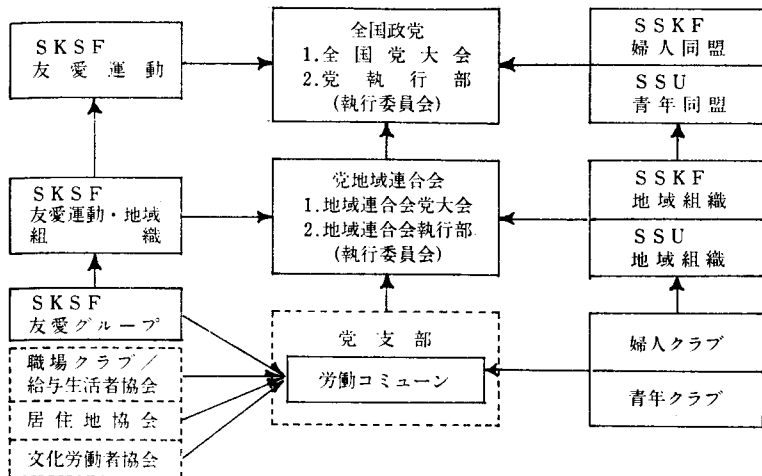 SKSF
友愛運動
全国政党
1.全国党大会
2.党執行部
(執行委員会)
SSKF
婦人同盟
SSU
青年同盟
SKSF
友愛運動・地域
組織
党地域連合会
1.地域連合会党大会
2.地域連合会執行部
(執行委員会)
SSKF
地域組織
SSU
地域組織
SKSF
友愛グループ
職場クラブ/
給与生活者協会
居住地協会
文化労働者協会
党支部
労働コミューン
婦人クラブ
青年クラブ